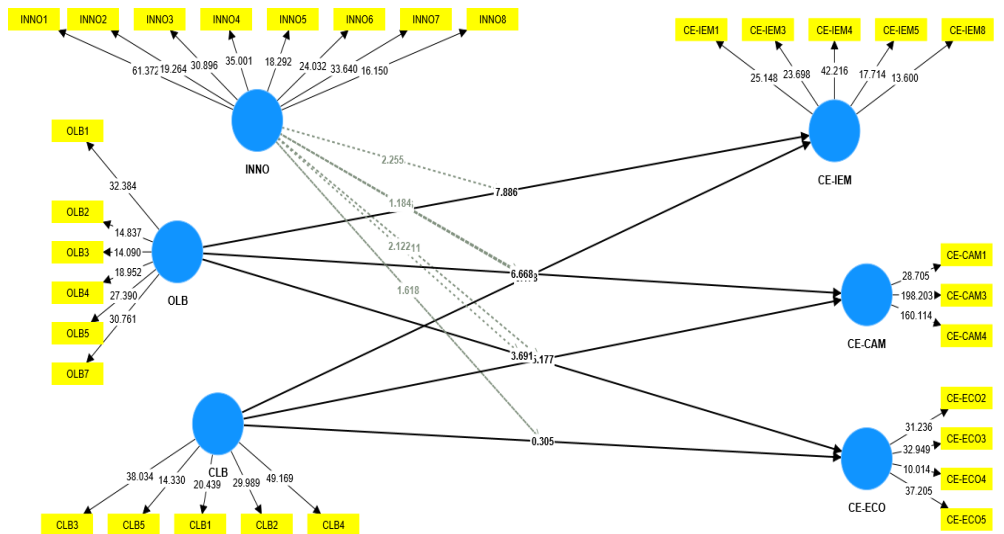 INNO1 INNO2 INNO3 INNO4 INNO5 INNO6 INNO7 INNO8
61.372 19.264 30.896 35.001 18.292 24.032 33.640 16.150
INNO
CE-IEM1 CE-IEM3 CE-IEM4 CE-IEM5 CE-IEM8
25.148 23.698 42.216 17.714 13.600
CE-IEM
OLB1
32.384
OLB2
14.837
OLB3
14.090
OLB4
18.952
OLB5
27.390
OLB7
30.761
OLB
2.255
7.886
1.184
2.122
1.618
6.668
3.691
0.305
CE-CAM1
28.705
CE-CAM3
198.203
CE-CAM4
160.114
CE-CAM
CE-ECO2
31.236
CE-ECO3
32.949
CE-ECO4
10.014
CE-ECO5
37.205
CE-ECO
CLB
38.034 14.330 20.439 29.989 49.169
CLB3 CLB5 CLB1 CLB2 CLB4